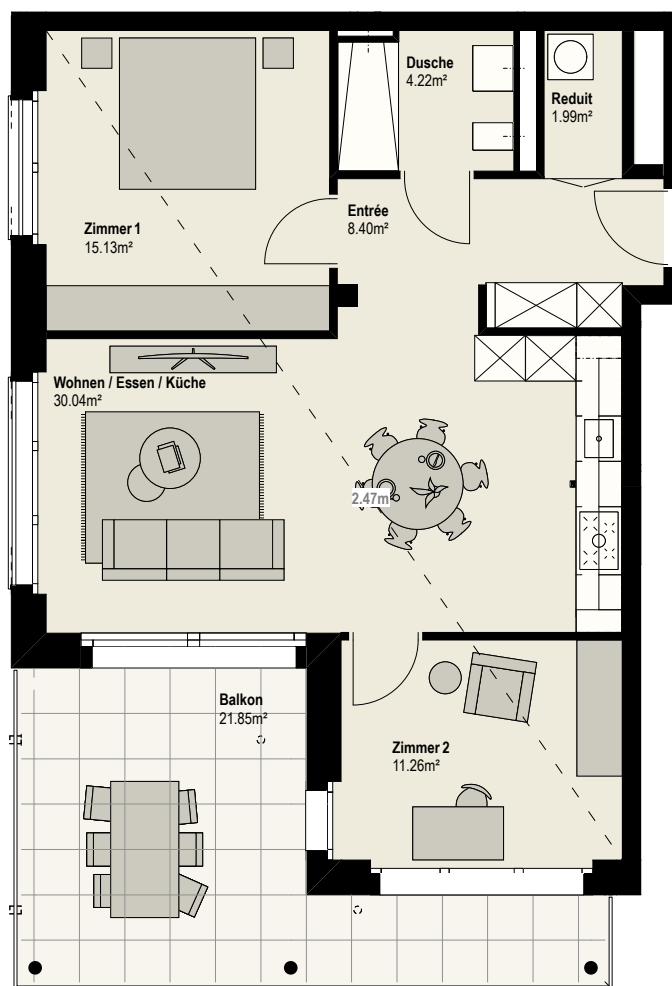 Dusche
4.22m²
Reduit
1.99m²
Entrée
8.40m²
Zimmer 1
15.13m²
Wohnen / Essen / Küche
30.04m²
2.47m
Balkon
21.85m²
Zimmer 2
11.26m²